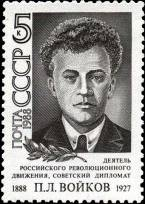 5 К
ПОЧТА
1988
СССР
ДЕЯТЕЛЬ
РОССИЙСКОГО РЕВОЛЮЦИОННОГО
ДВИЖЕНИЯ, СОВЕТСКИЙ ДИПЛОМАТ
1888 П.Л.ВОЙКОВ 1927